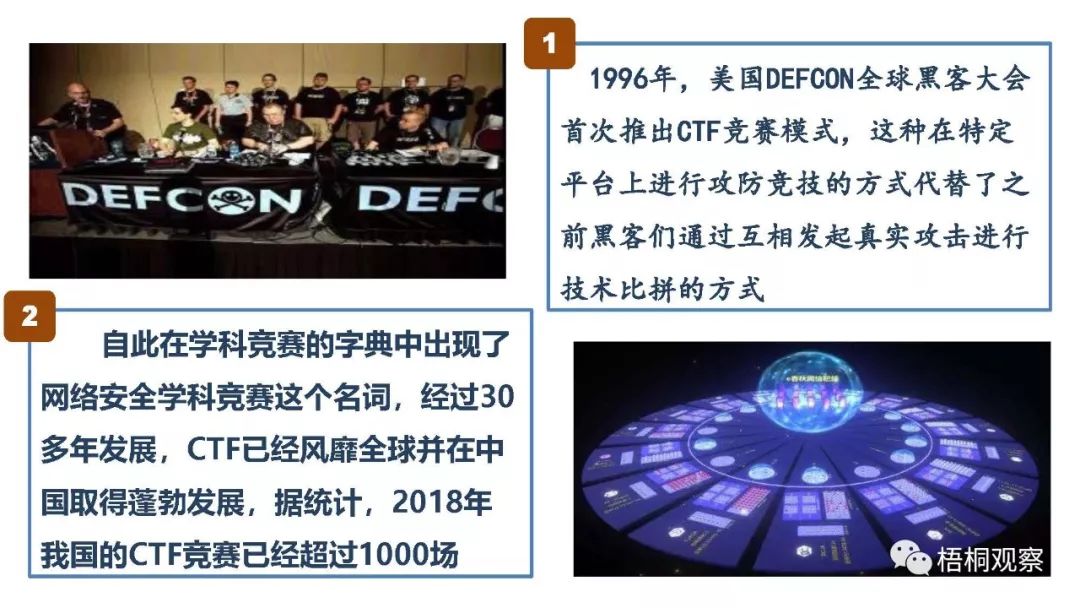 1
1996年，美国DEFCON全球黑客大会
首次推出CTF竞赛模式，这种在特定
平台上进行攻防竞技的方式代替了之
前黑客们通过互相发起真实攻击进行
技术比拼的方式
DEFCON
DEFC
2
自此在学科竞赛的字典中出现了
网络安全学科竞赛这个名词，经过30
多年发展，CTF已经风靡全球并在中
国取得蓬勃发展，据统计，2018年
我国的CTF竞赛已经超过1000场
e春秋网络靶场
梧桐观察